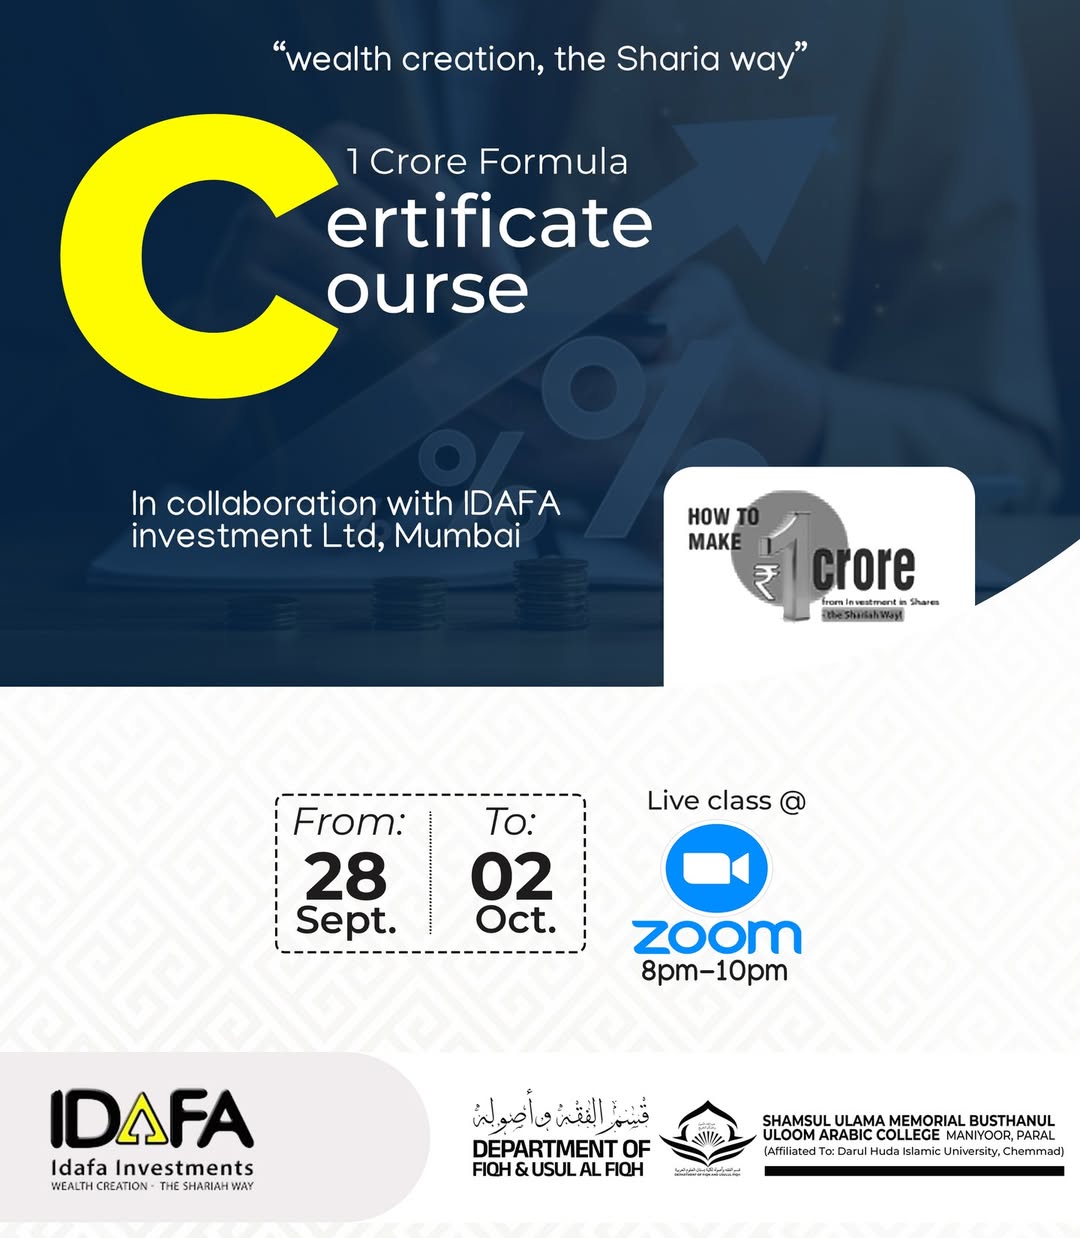 “wealth creation, the Sharia way”
1 Crore Formula
Certificate
Course
In collaboration with IDAFA
investment Ltd, Mumbai
HOW TO
MAKE ₹1 crore
from Investment in Shares
- the Shariah Way!
From:
28
Sept.
To:
02
Oct.
Live class @
zoom
8pm–10pm
IDAFA
Idafa Investments
WEALTH CREATION - THE SHARIAH WAY
قسم الفقه وأصوله
DEPARTMENT OF
FIQH & USUL AL FIQH
SHAMSUL ULAMA MEMORIAL BUSTHANUL
ULOOM ARABIC COLLEGE MANIYOOR, PARAL
(Affiliated To: Darul Huda Islamic University, Chemmad)